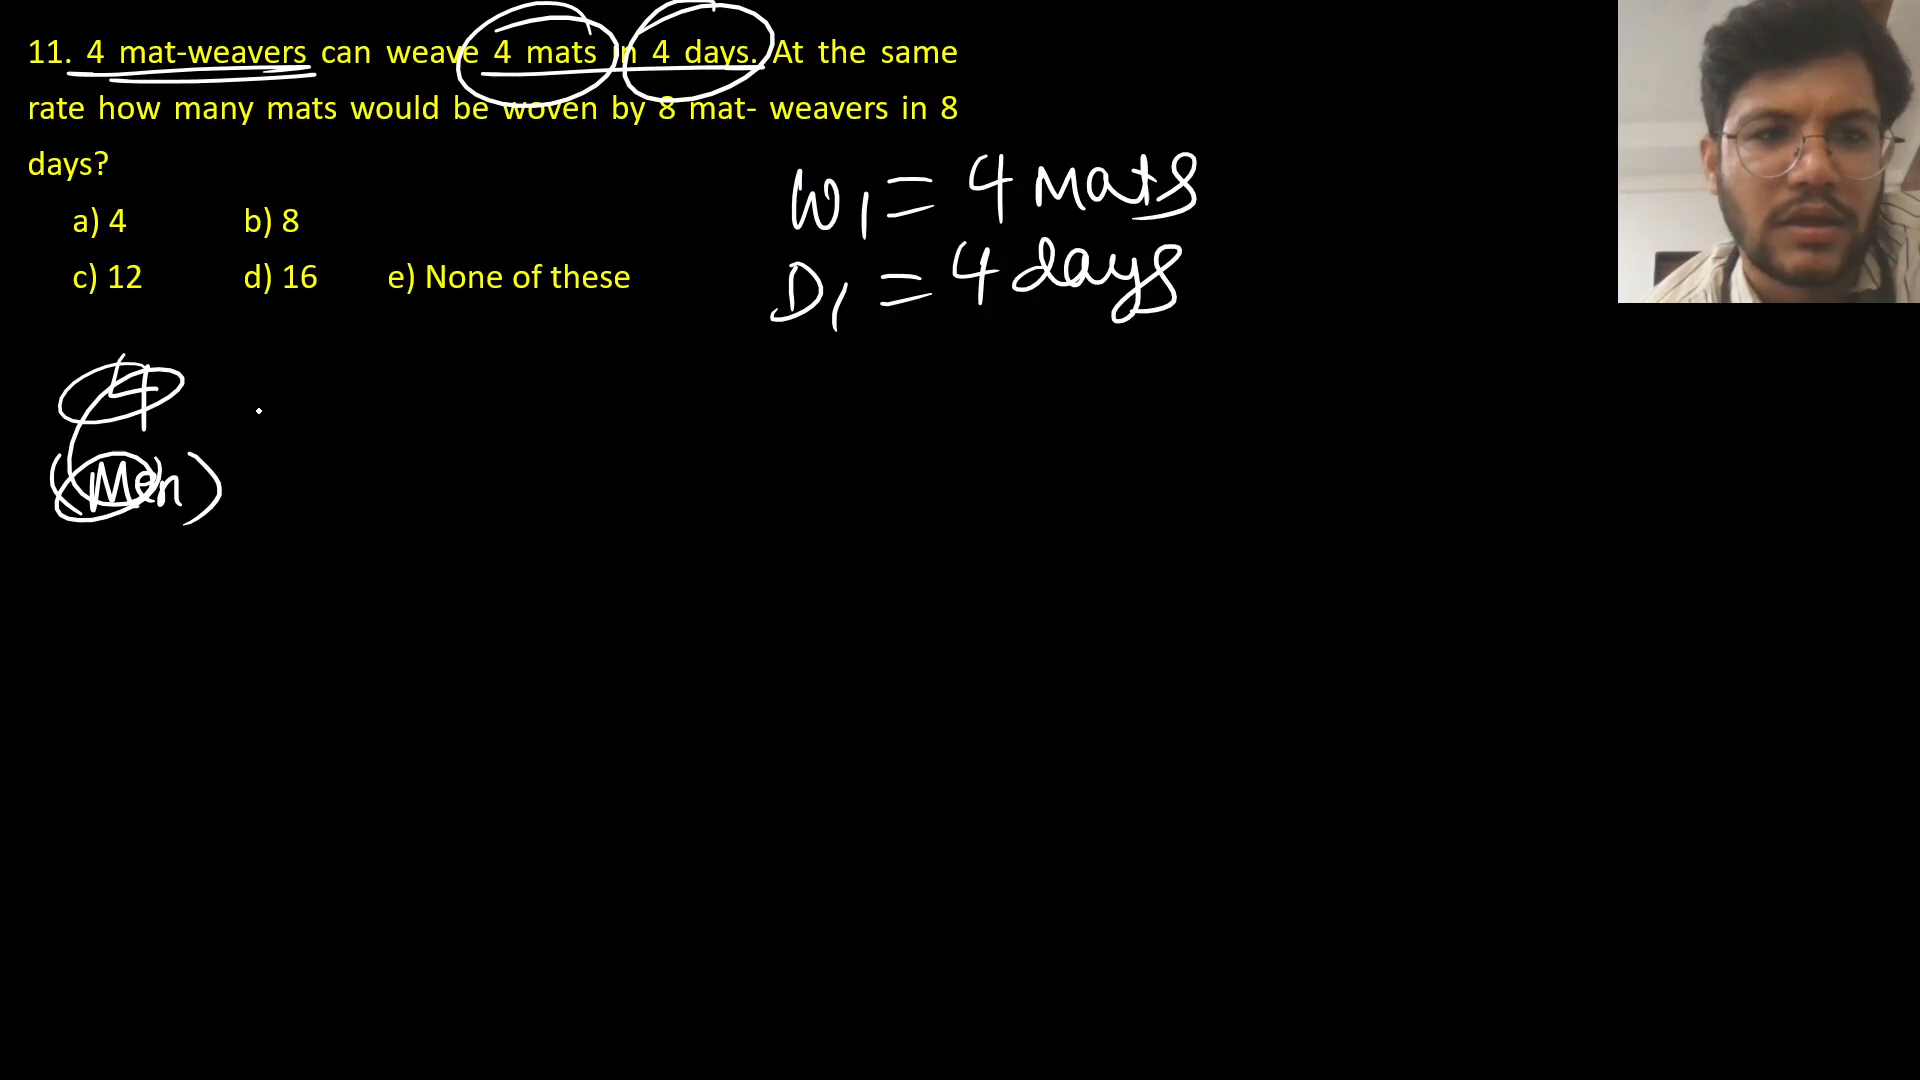 11. 4 mat-weavers can weave 4 mats in 4 days. At the same
rate how many mats would be woven by 8 mat- weavers in 8
days?
a) 4 b) 8
c) 12 d) 16 e) None of these
W1 = 4 Mats
D1 = 4 days
4
(Men)